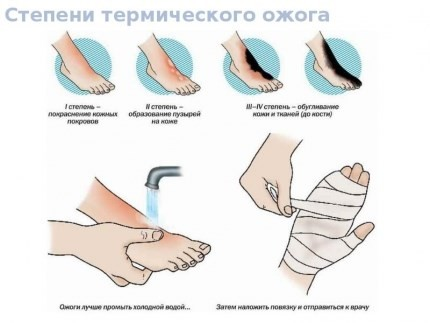 Степени термического ожога
I степень –
покраснение кожных
покровов
II степень –
образование пузырей
на коже
III–IV степень – обугливание
кожи и тканей (до кости)
Ожоги лучше промыть холодной водой...
Затем наложить повязку и отправиться к врачу